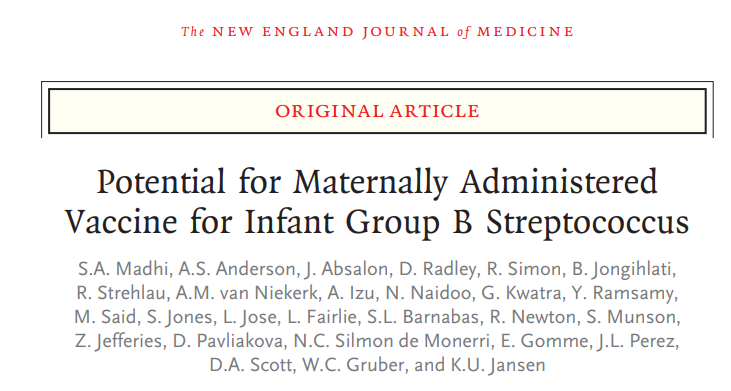 The NEW ENGLAND JOURNAL of MEDICINE
ORIGINAL ARTICLE
Potential for Maternally Administered
Vaccine for Infant Group B Streptococcus
S.A. Madhi, A.S. Anderson, J. Absalon, D. Radley, R. Simon, B. Jongihlati,
R. Strehlau, A.M. van Niekerk, A. Izu, N. Naidoo, G. Kwatra, Y. Ramsamy,
M. Said, S. Jones, L. Jose, L. Fairlie, S.L. Barnabas, R. Newton, S. Munson,
Z. Jefferies, D. Pavliakova, N.C. Silmon de Monerri, E. Gomme, J.L. Perez,
D.A. Scott, W.C. Gruber, and K.U. Jansen